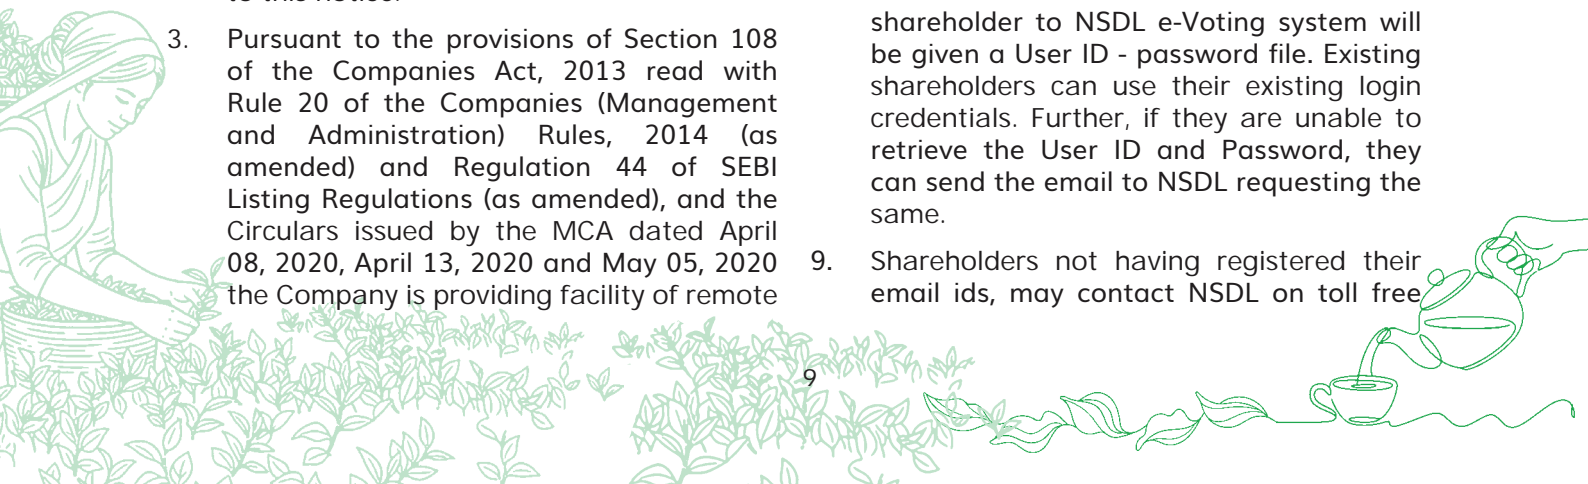 to this notice.
3. Pursuant to the provisions of Section 108
of the Companies Act, 2013 read with
Rule 20 of the Companies (Management
and Administration) Rules, 2014 (as
amended) and Regulation 44 of SEBI
Listing Regulations (as amended), and the
Circulars issued by the MCA dated April
08, 2020, April 13, 2020 and May 05, 2020
the Company is providing facility of remote
shareholder to NSDL e-Voting system will
be given a User ID - password file. Existing
shareholders can use their existing login
credentials. Further, if they are unable to
retrieve the User ID and Password, they
can send the email to NSDL requesting the
same.
9. Shareholders not having registered their
email ids, may contact NSDL on toll free
9